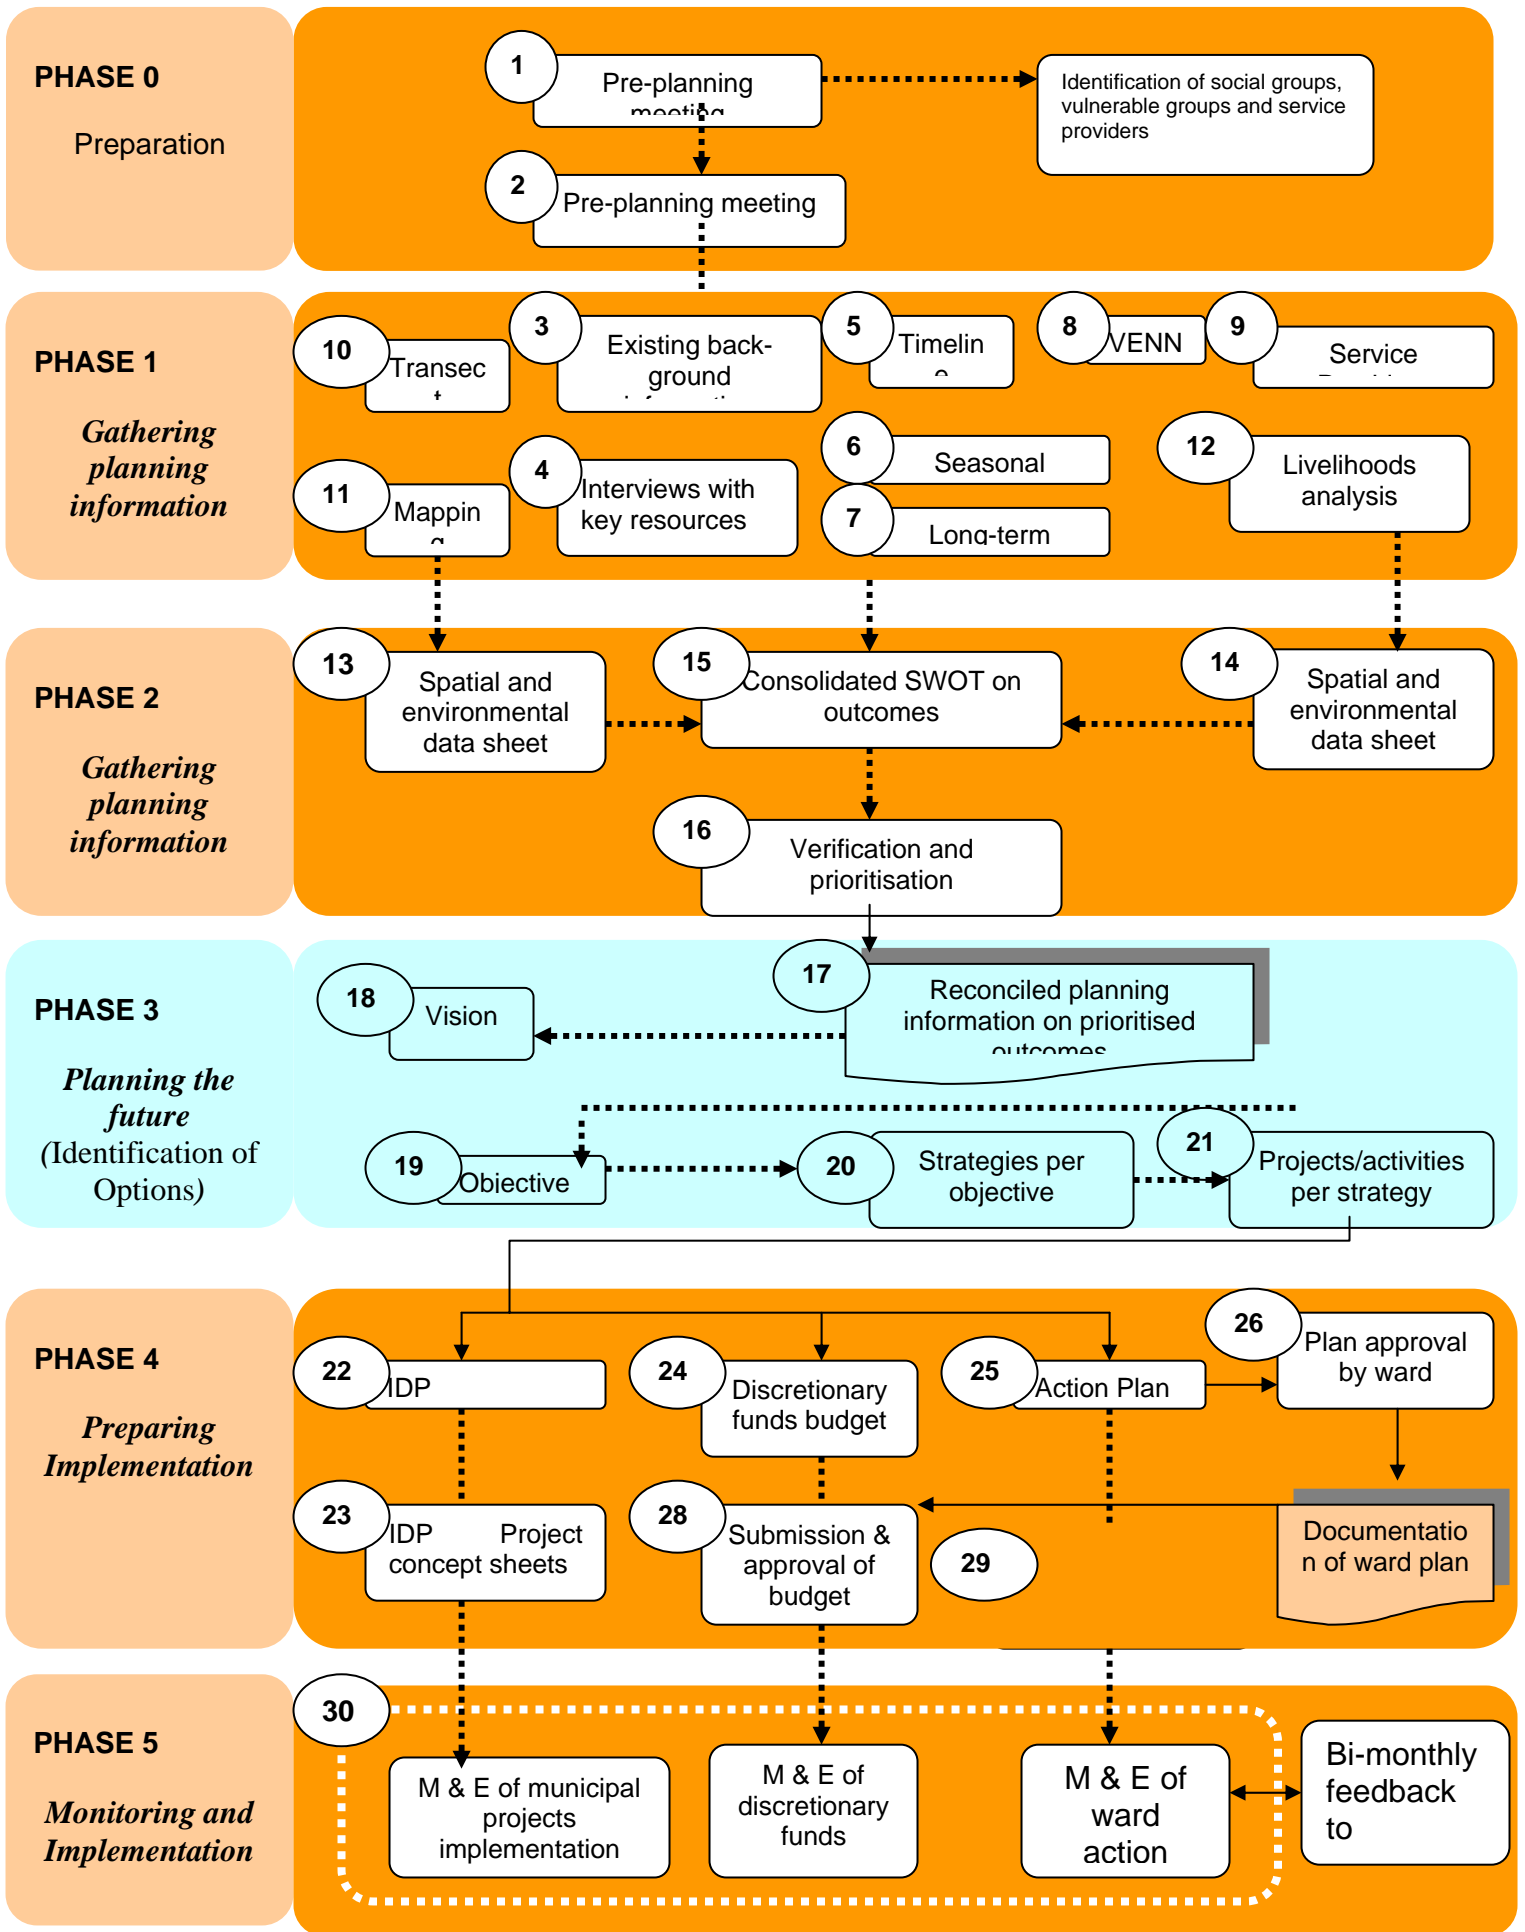 PHASE 0
Preparation
1
Pre-planning
meeting
Identification of social groups,
vulnerable groups and service
providers
2
Pre-planning meeting
PHASE 1
Gathering
planning
information
10
Transec
t
3
Existing back-
ground
5
Timelin
e
8
VENN
9
Service
11
Mappin
g
4
Interviews with
key resources
6
Seasonal
7
Long-term
12
Livelihoods
analysis
PHASE 2
Gathering
planning
information
13
Spatial and
environmental
data sheet
15
Consolidated SWOT on
outcomes
14
Spatial and
environmental
data sheet
16
Verification and
prioritisation
PHASE 3
Planning the
future
(Identification of
Options)
18
Vision
17
Reconciled planning
information on prioritised
outcomes
19
Objective
20
Strategies per
objective
21
Projects/activities
per strategy
PHASE 4
Preparing
Implementation
22
IDP
24
Discretionary
funds budget
25
Action Plan
26
Plan approval
by ward
23
IDP Project
concept sheets
28
Submission &
approval of
budget
29
Documentatio
n of ward plan
PHASE 5
Monitoring and
Implementation
30
M & E of municipal
projects
implementation
M & E of
discretionary
funds
M & E of
ward
action
Bi-monthly
feedback
to